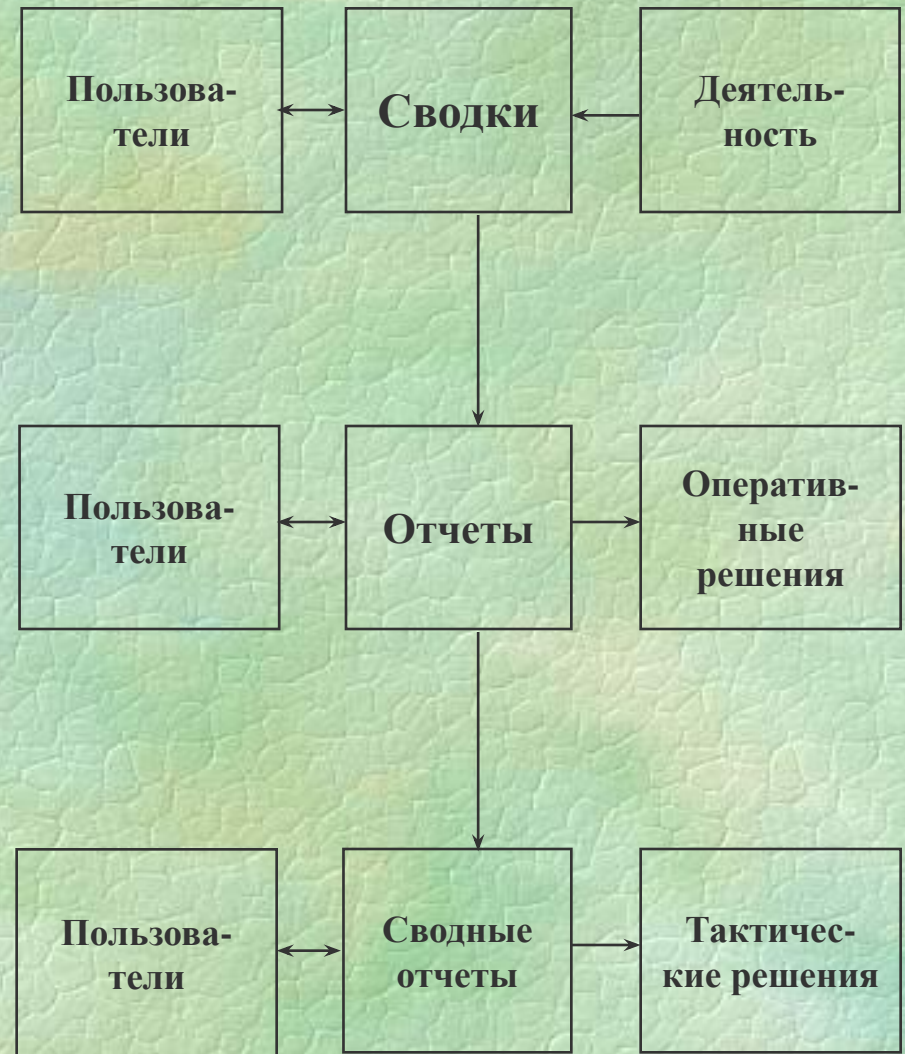 Пользова-
тели
Сводки
Деятель-
ность
Пользова-
тели
Отчеты
Оператив-
ные
решения
Пользова-
тели
Сводные
отчеты
Тактичес-
кие решения